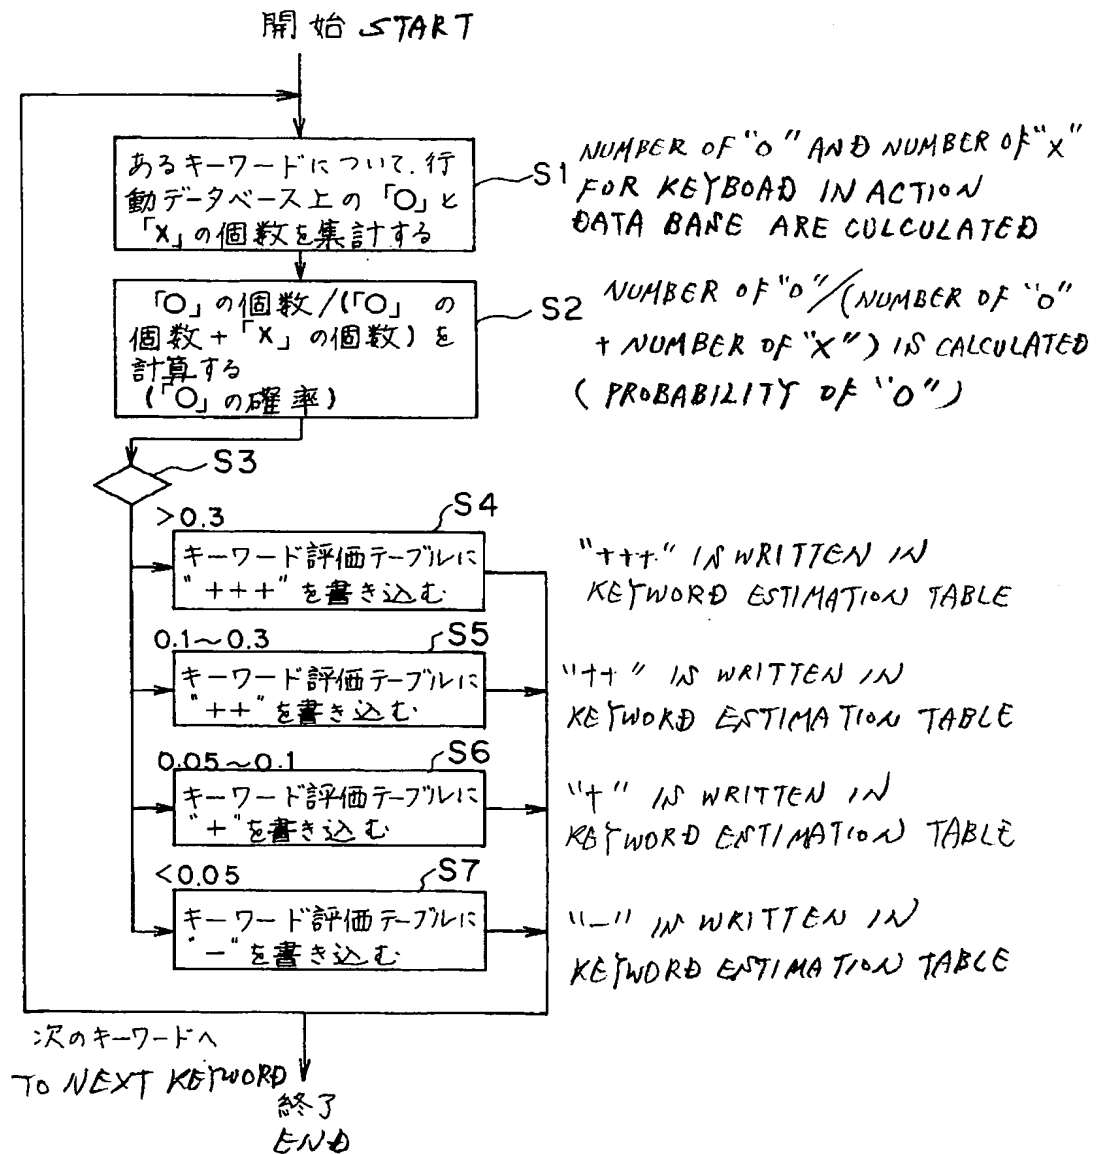 開始 START
あるキーワードについて、行
動データベース上の「O」と
「X」の個数を集計する
S1
NUMBER OF "O" AND NUMBER OF "X"
FOR KEYBOAD IN ACTION
DATA BASE ARE CULCULATED
「O」の個数/(「O」の
個数+「X」の個数)を
計算する
(「O」の確率)
S2
NUMBER OF "O"/(NUMBER OF "O"
+ NUMBER OF "X") IS CALCULATED
(PROBABILITY OF "O")
S3
>0.3
S4
キーワード評価テーブルに
"+++"を書き込む
"+++" IS WRITTEN IN
KEYWORD ESTIMATION TABLE
0.1~0.3
S5
キーワード評価テーブルに
"++"を書き込む
"++" IS WRITTEN IN
KEYWORD ESTIMATION TABLE
0.05~0.1
S6
キーワード評価テーブルに
"+"を書き込む
"+" IS WRITTEN IN
KEYWORD ESTIMATION TABLE
<0.05
S7
キーワード評価テーブルに
"-"を書き込む
"-" IS WRITTEN IN
KEYWORD ESTIMATION TABLE
次のキーワードへ
TO NEXT KEYWORD
終了
END